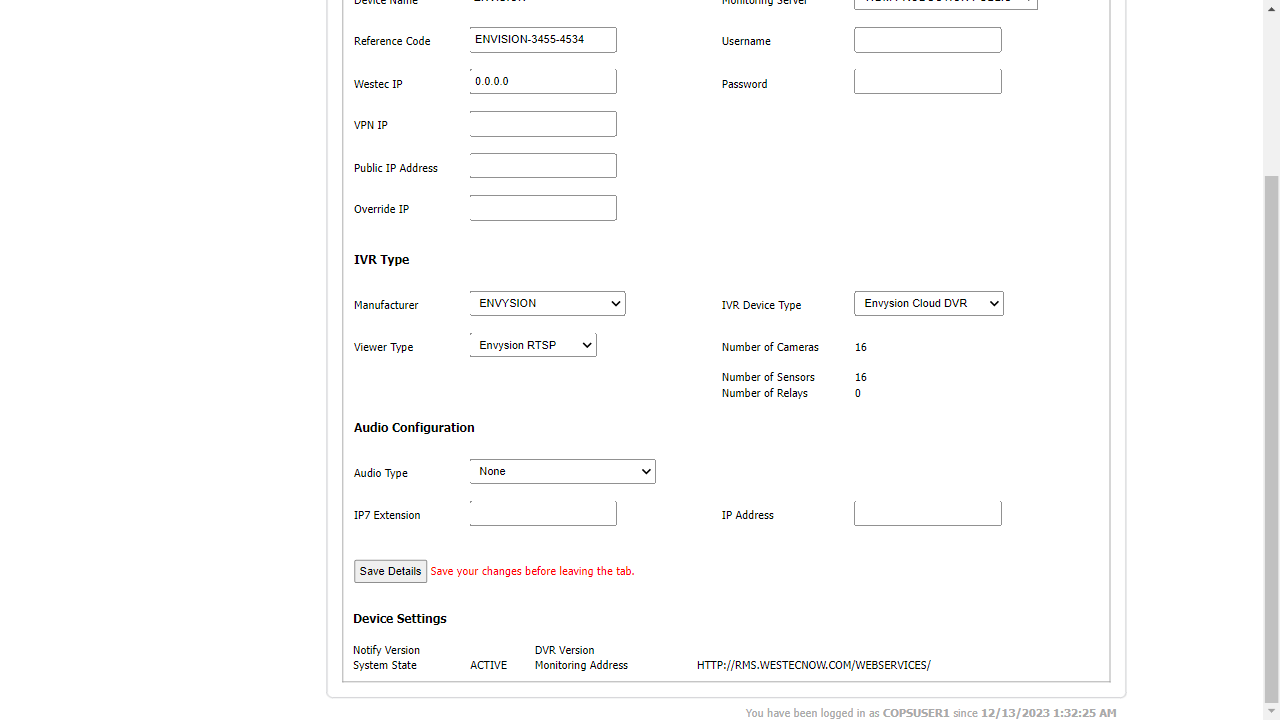 Device Name
Monitoring Server
Reference Code ENVISION-3455-4534 Username
Westec IP 0.0.0.0 Password
VPN IP
Public IP Address
Override IP
IVR Type
Manufacturer ENVYSION IVR Device Type Envysion Cloud DVR
Viewer Type Envysion RTSP Number of Cameras 16
Number of Sensors 16
Number of Relays 0
Audio Configuration
Audio Type None
IP7 Extension IP Address
Save Details Save your changes before leaving the tab.
Device Settings
Notify Version DVR Version
System State ACTIVE Monitoring Address HTTP://RMS.WESTECNOW.COM/WEBSERVICES/
You have been logged in as COPSUSER1 since 12/13/2023 1:32:25 AM